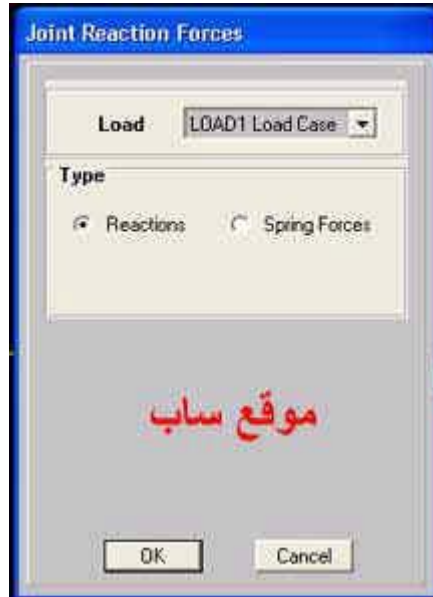 Joint Reaction Forces
Load LOAD1 Load Case
Type
Reactions Spring Forces
موقع ساب
OK Cancel